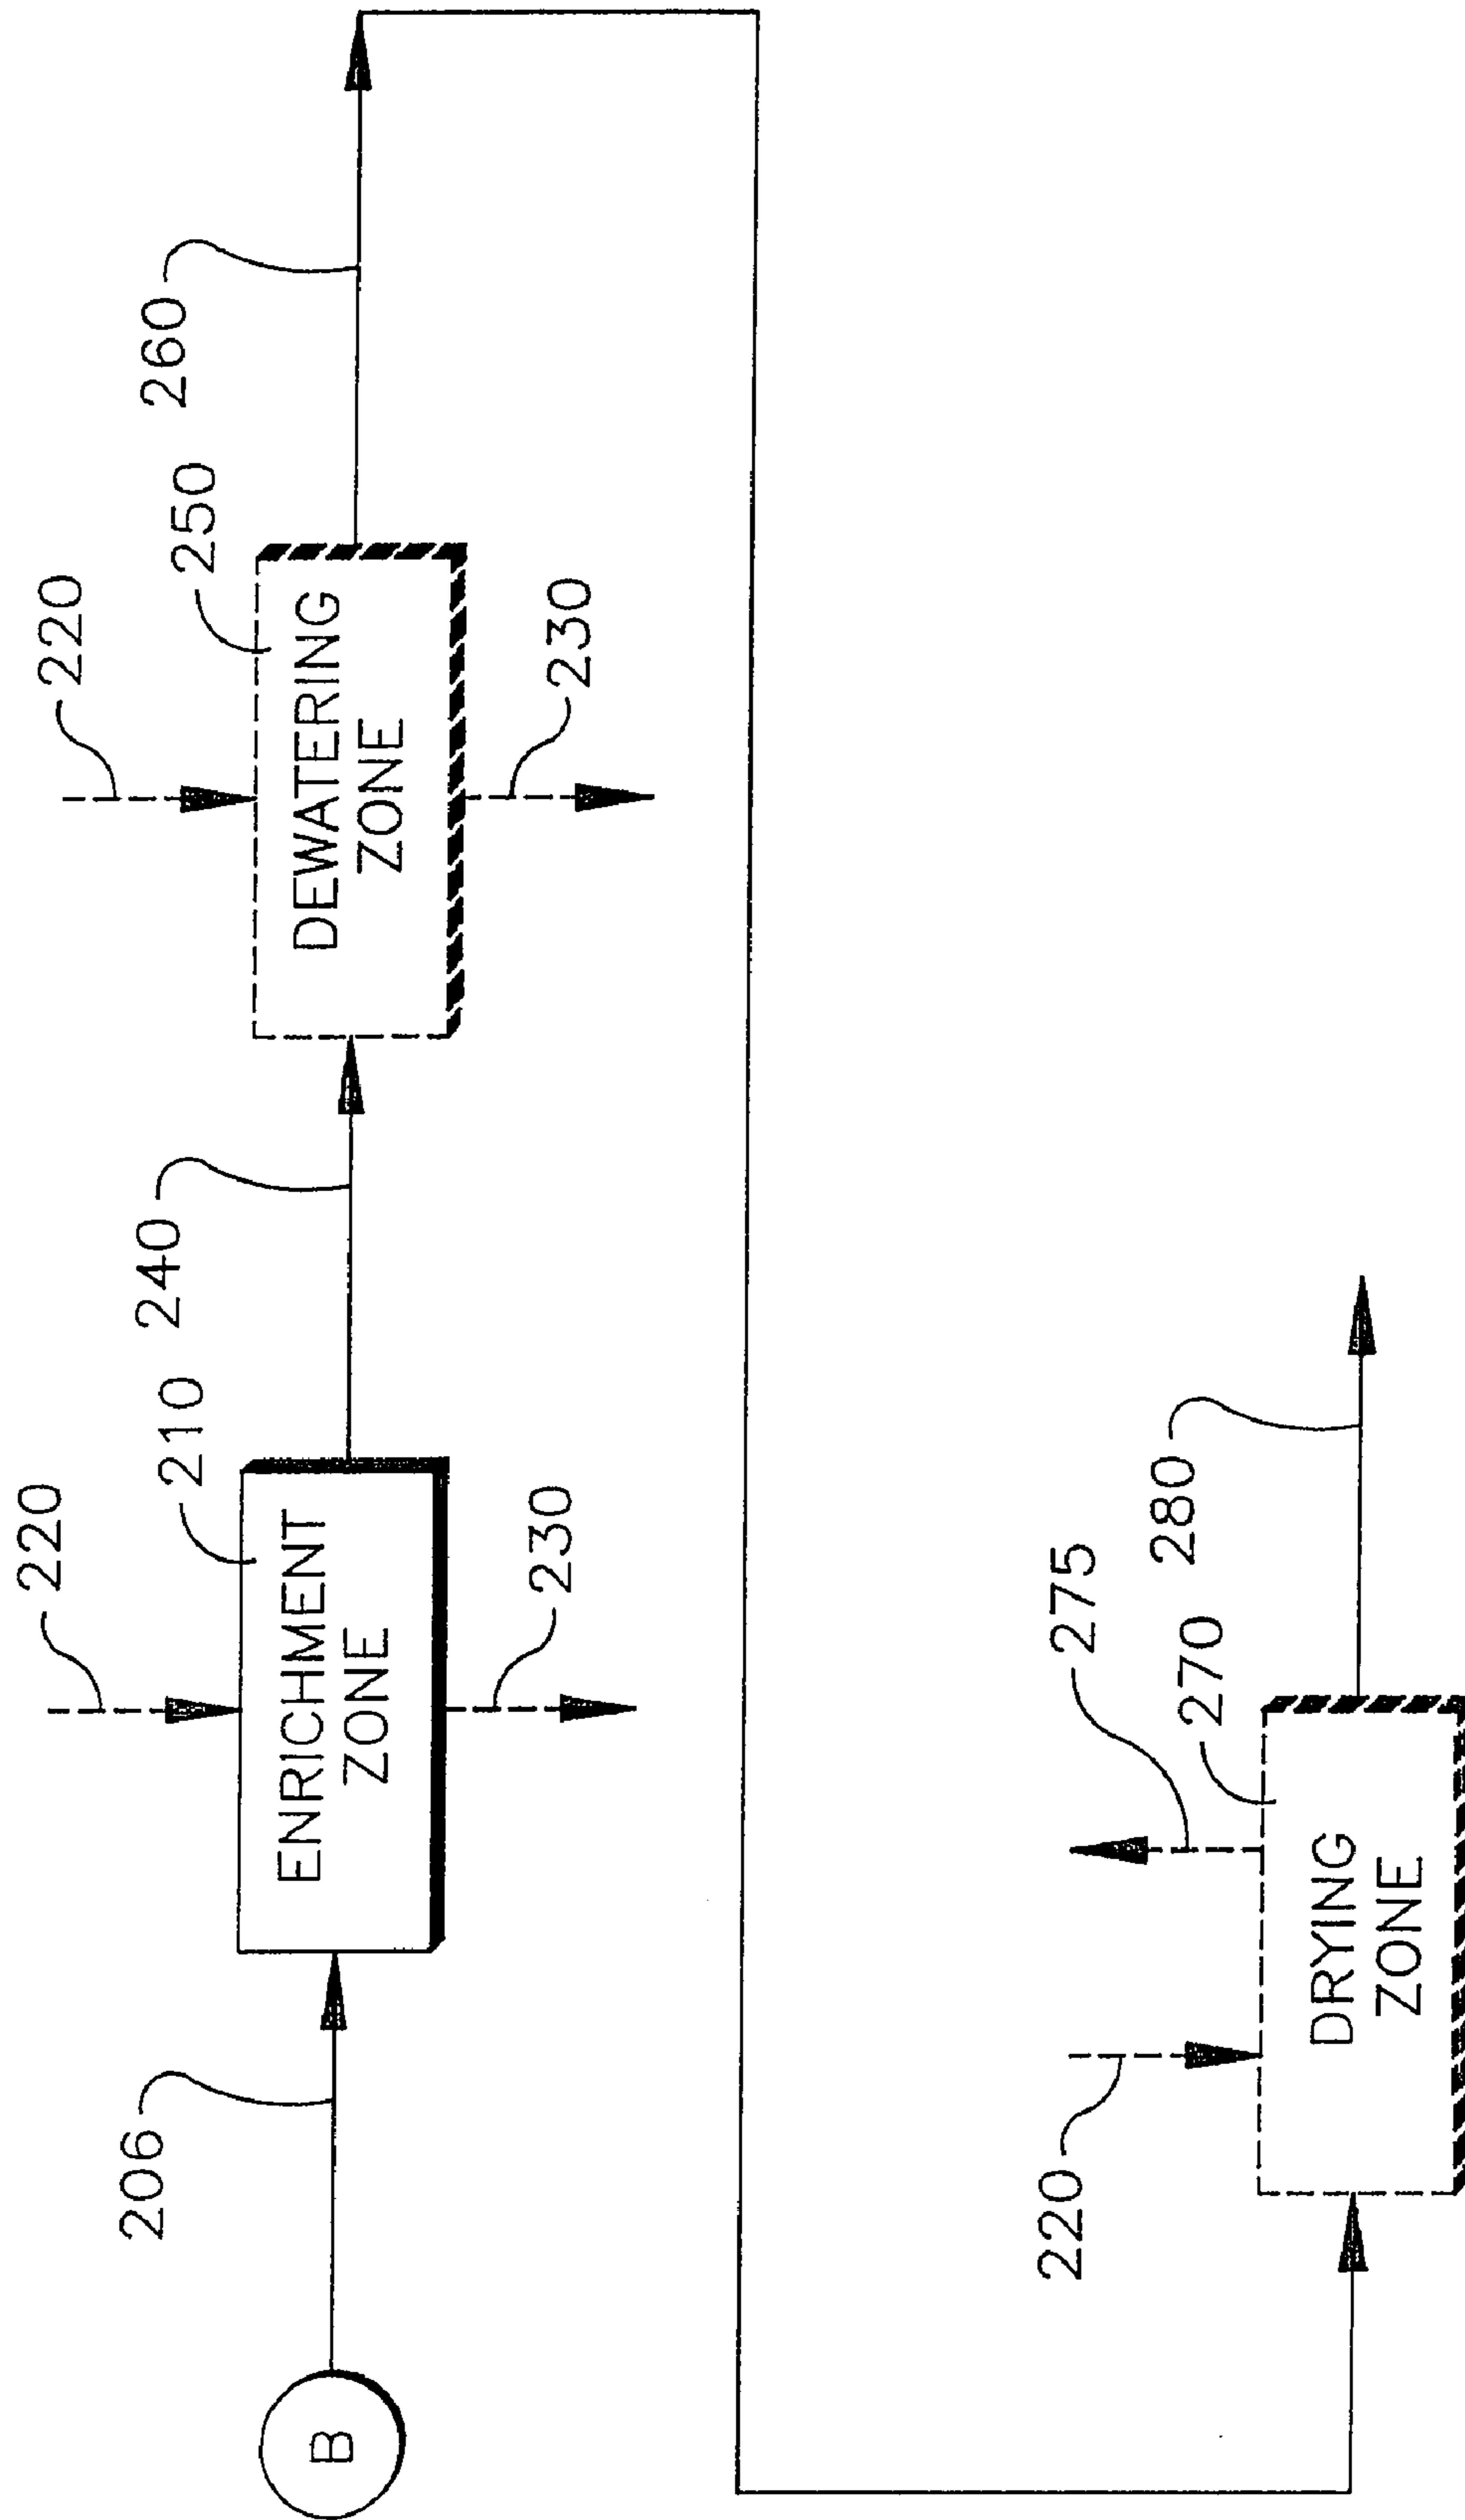 B
206
220
210
ENRICHMENT
ZONE
230
240
220
250
DEWATERING
ZONE
230
260
220
275
270
DRYING
ZONE
280